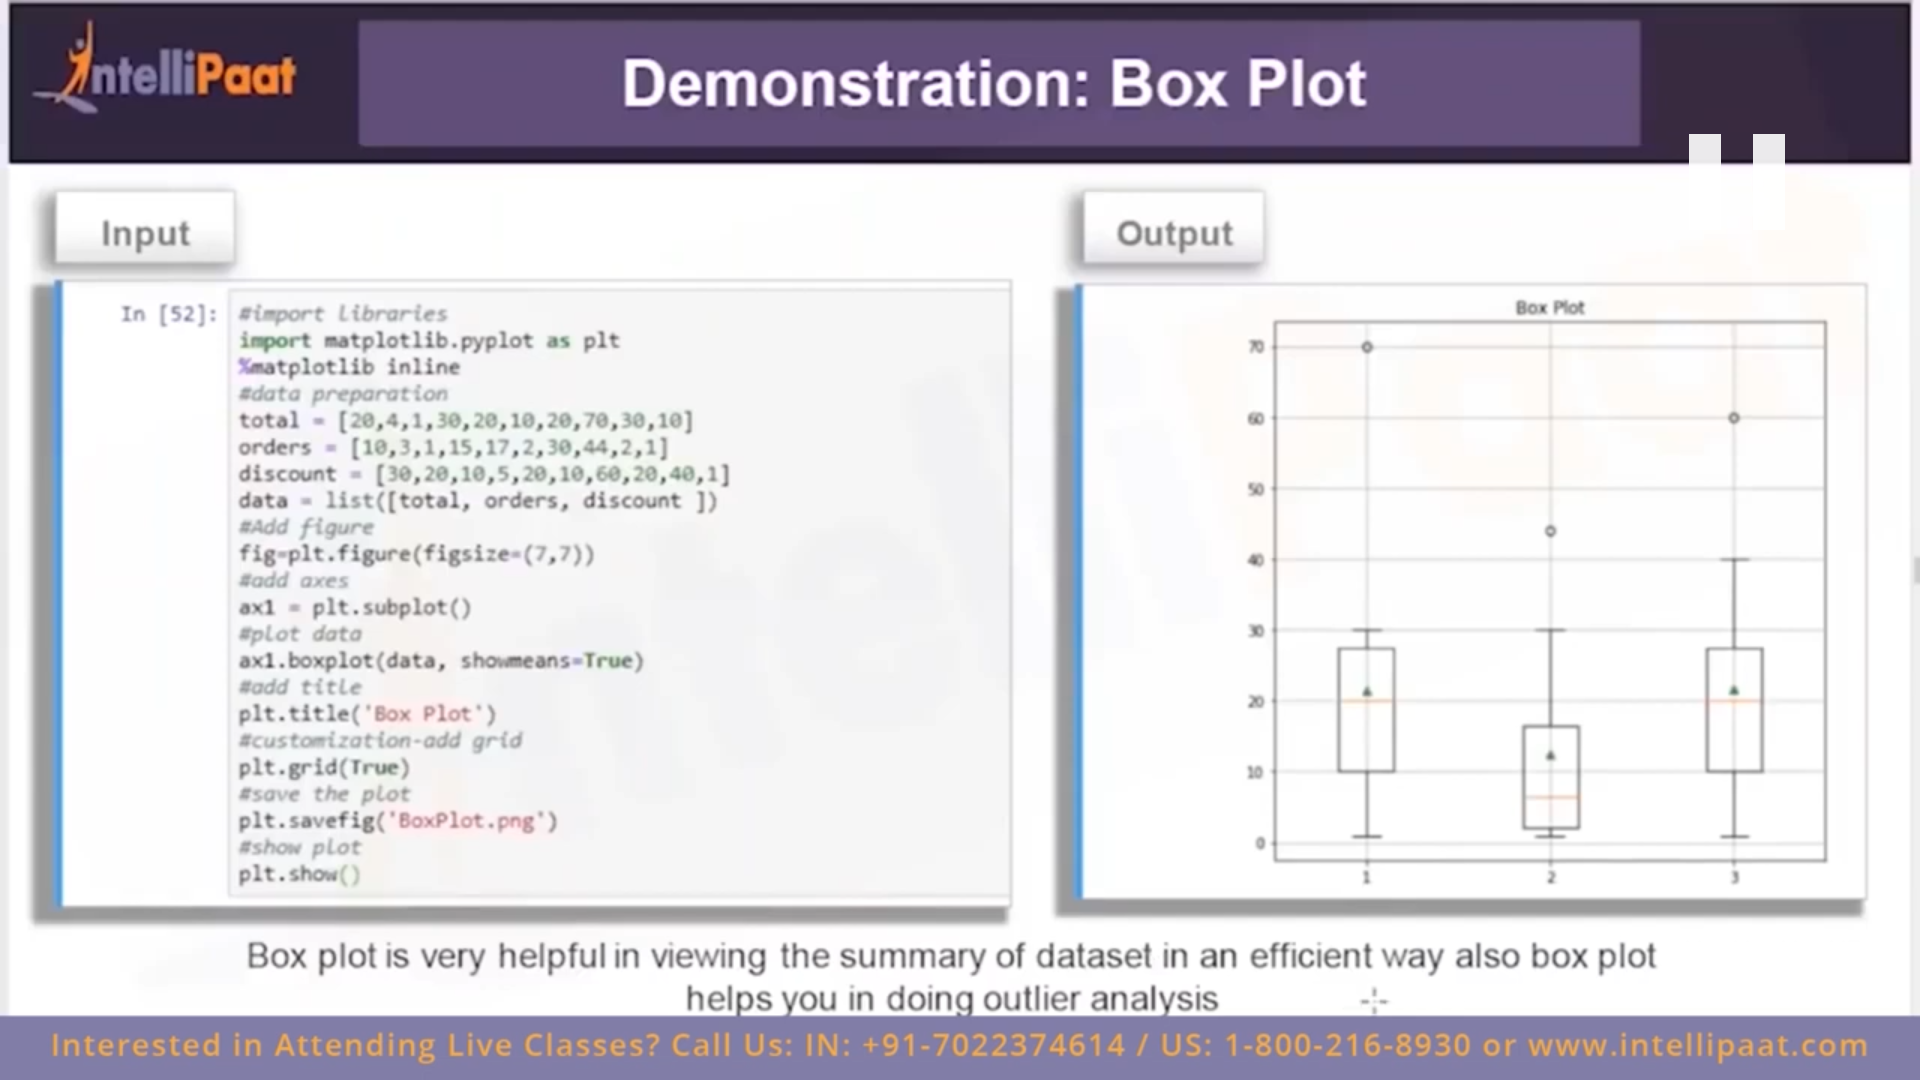 IntelliPaat
Demonstration: Box Plot
Input
In [52]:
#import libraries
import matplotlib.pyplot as plt
%matplotlib inline
#data preparation
total = [20,4,1,30,20,10,20,70,30,10]
orders = [10,3,1,15,17,2,30,44,2,1]
discount = [30,20,10,5,20,10,60,20,40,1]
data = list([total, orders, discount ])
#Add figure
fig=plt.figure(figsize=(7,7))
#add axes
ax1 = plt.subplot()
#plot data
ax1.boxplot(data, showmeans=True)
#add title
plt.title('Box Plot')
#customization-add grid
plt.grid(True)
#save the plot
plt.savefig('BoxPlot.png')
#show plot
plt.show()
Output
Box Plot
70
60
50
40
30
20
10
0
1 2 3
Box plot is very helpful in viewing the summary of dataset in an efficient way also box plot
helps you in doing outlier analysis
Interested in Attending Live Classes? Call Us: IN: +91-7022374614 / US: 1-800-216-8930 or www.intellipaat.com